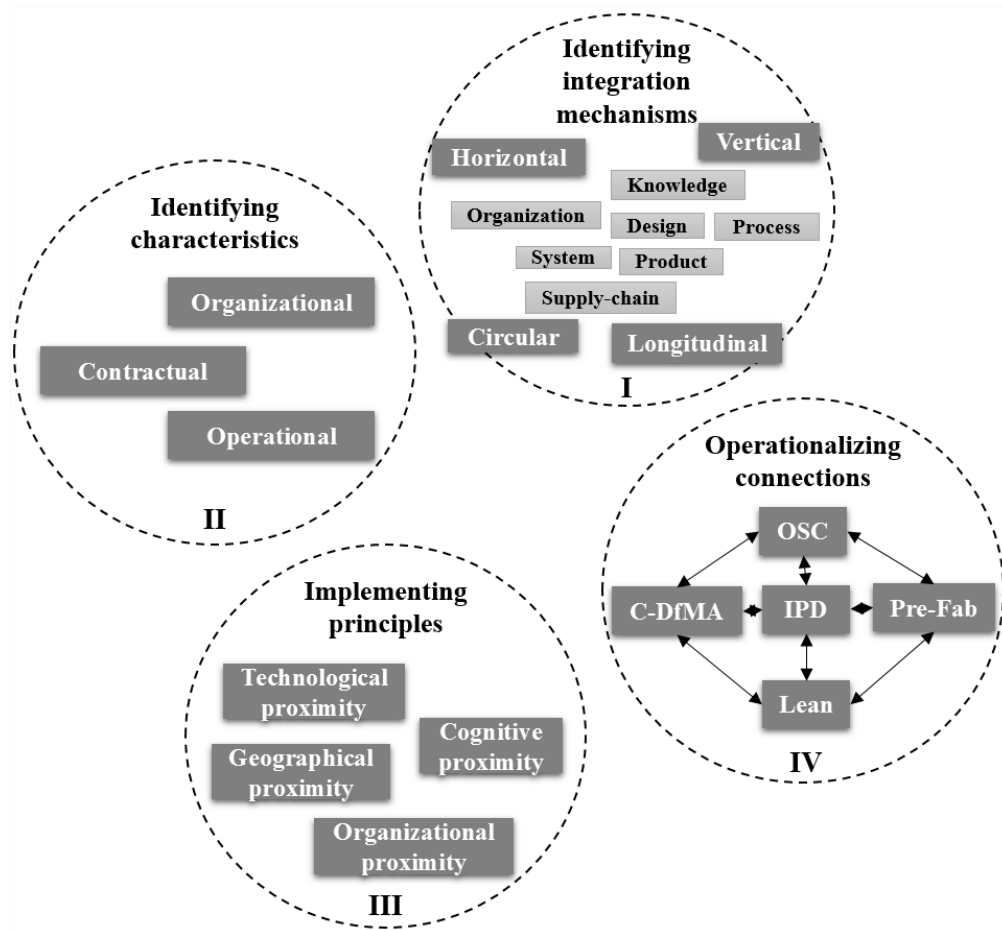 Identifying
integration
mechanisms
Horizontal
Vertical
Knowledge
Organization
Design
Process
System
Product
Supply-chain
Circular
Longitudinal
I
Identifying
characteristics
Organizational
Contractual
Operational
II
Implementing
principles
Technological
proximity
Cognitive
proximity
Geographical
proximity
Organizational
proximity
III
Operationalizing
connections
OSC
C-DfMA
IPD
Pre-Fab
Lean
IV